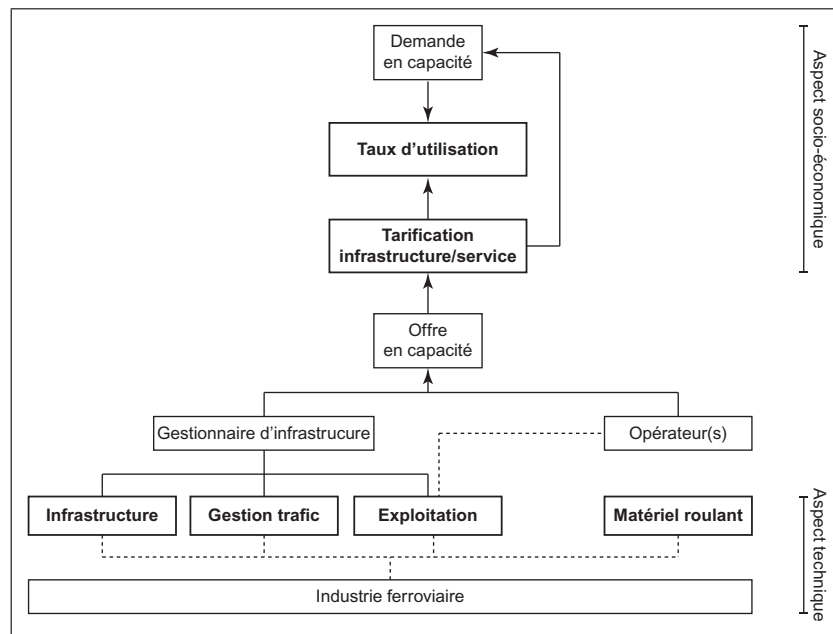 Demande
en capacité
Taux d'utilisation
Tarification
infrastructure/service
Offre
en capacité
Gestionnaire d'infrastrucure
Opérateur(s)
Infrastructure
Gestion trafic
Exploitation
Matériel roulant
Industrie ferroviaire
Aspect socio-économique
Aspect technique